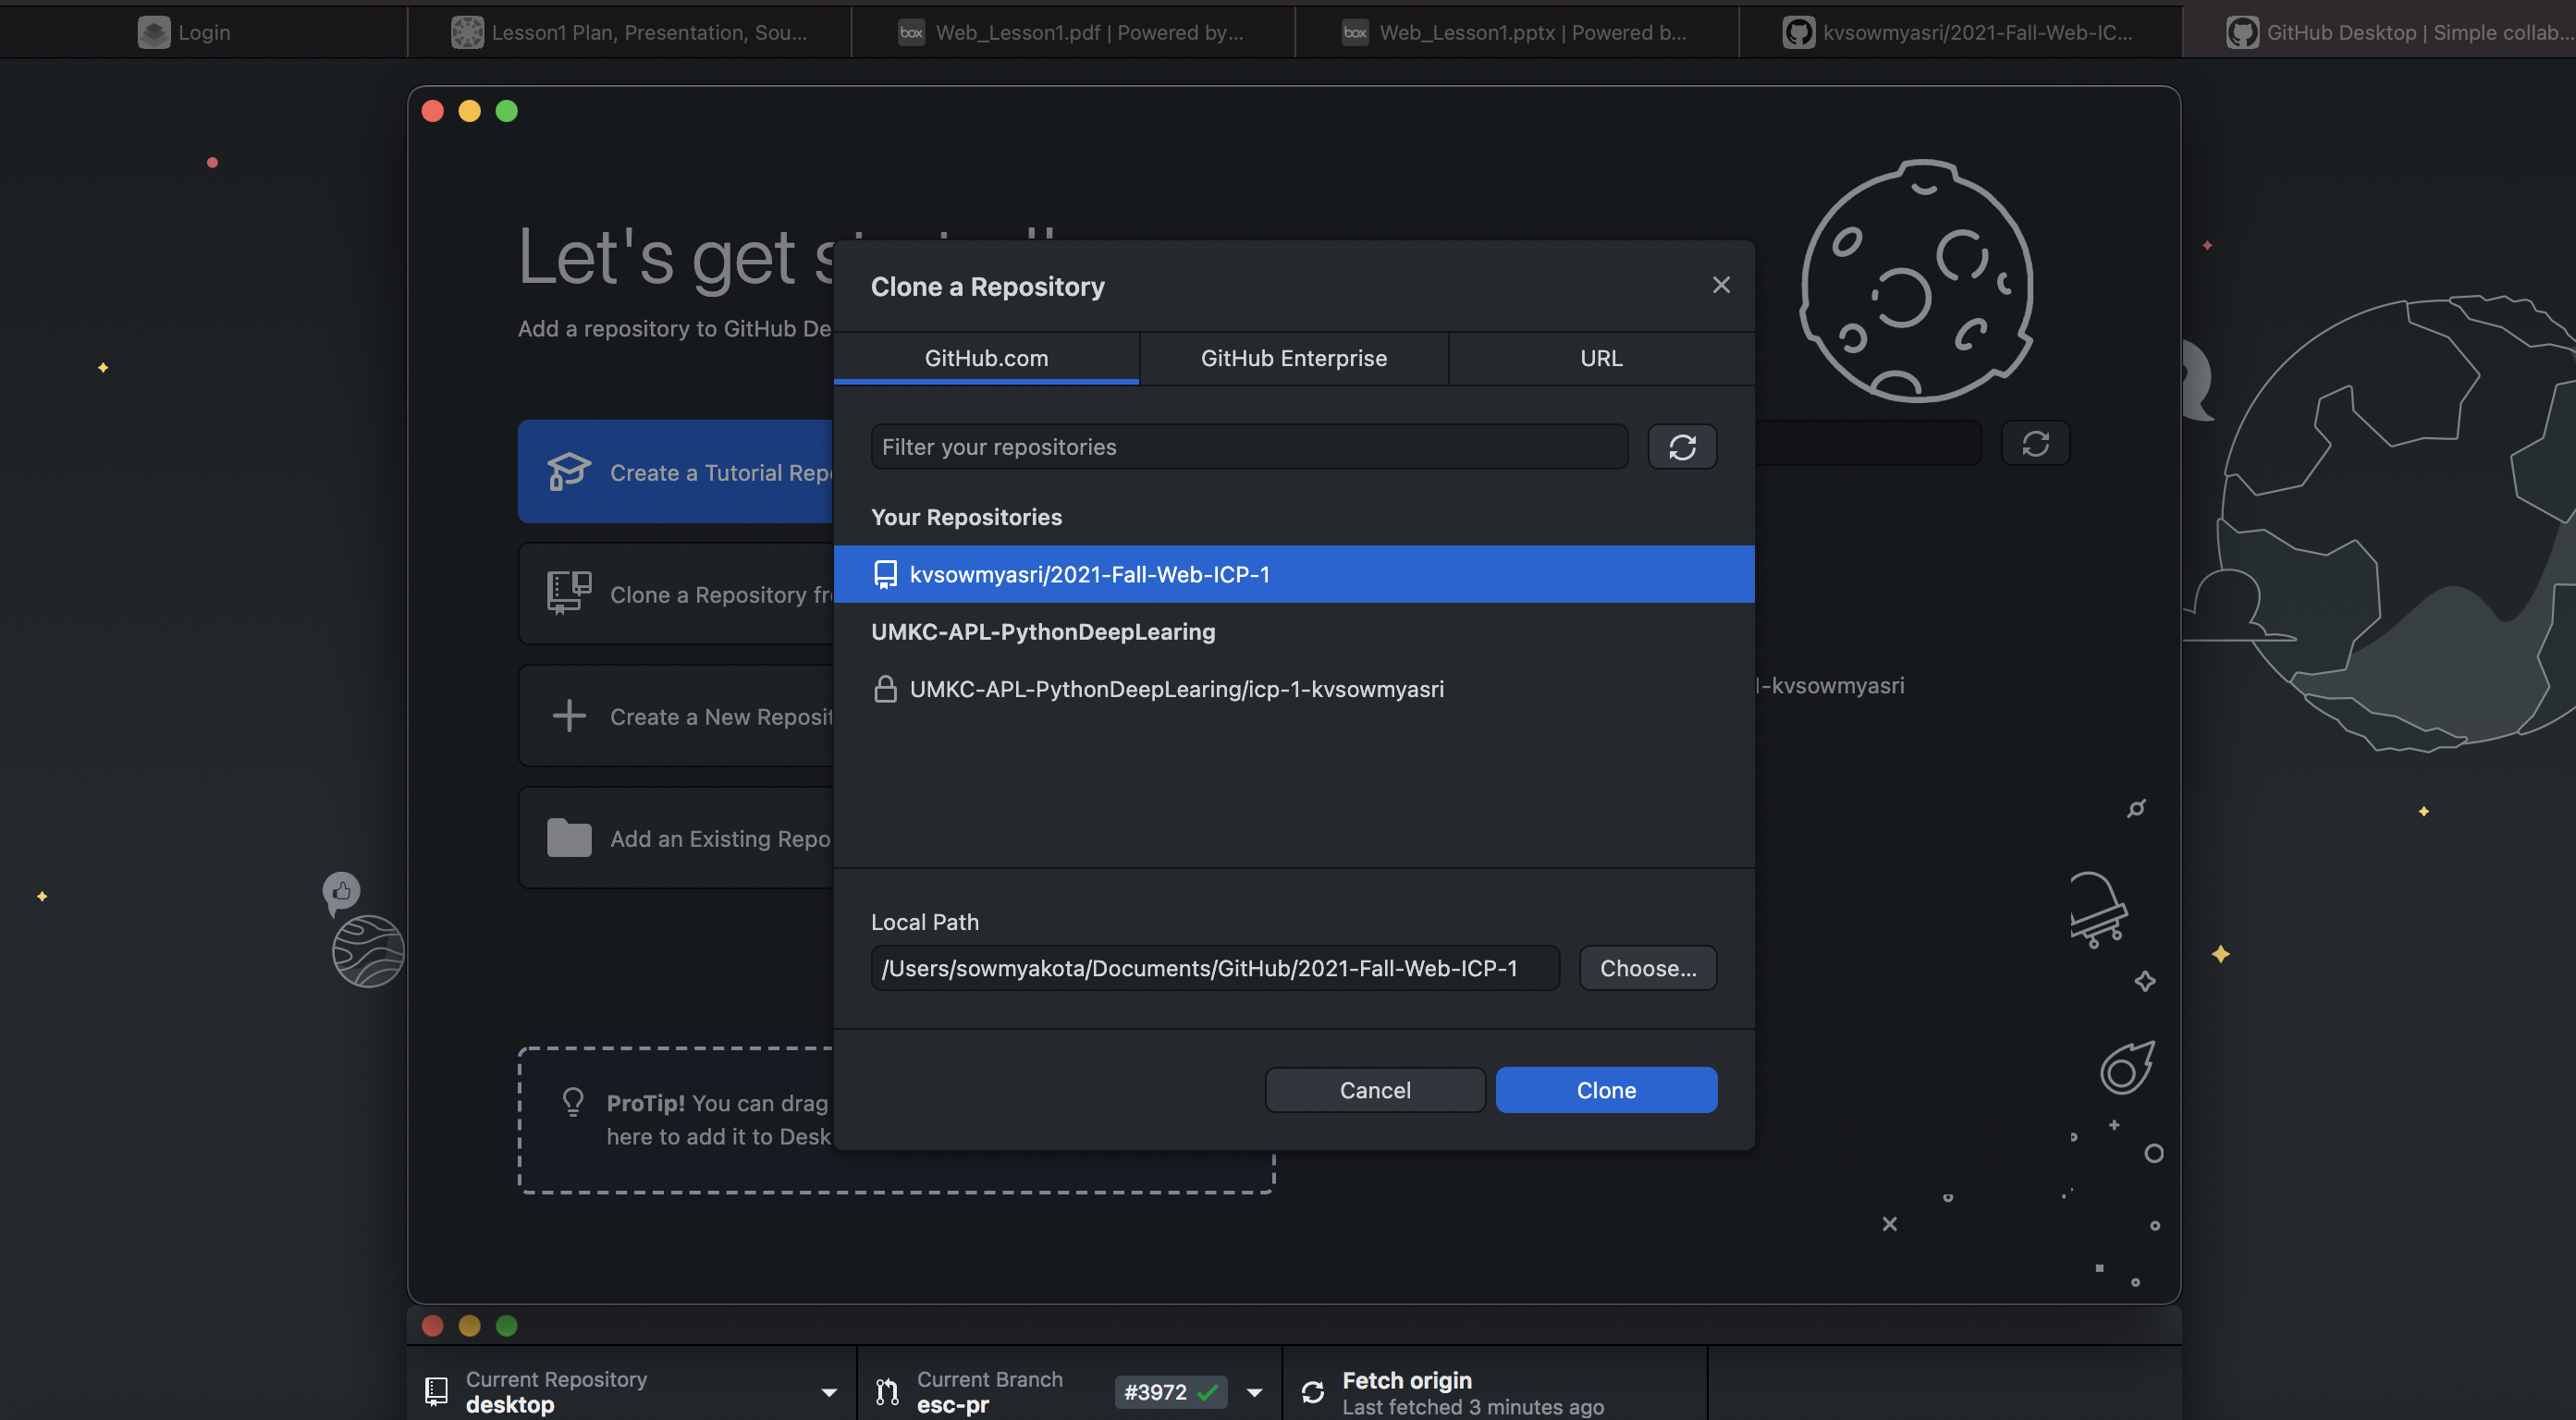 Login
Lesson1 Plan, Presentation, Sou...
box Web_Lesson1.pdf | Powered by...
box Web_Lesson1.pptx | Powered b...
kvsowmyasri/2021-Fall-Web-IC...
GitHub Desktop | Simple collab...
Let's get
Add a repository to GitHub De
Create a Tutorial Repo
Clone a Repository fr
Create a New Reposit
Add an Existing Repo
ProTip! You can drag
here to add it to Desk
Clone a Repository
GitHub.com
GitHub Enterprise
URL
Filter your repositories
Your Repositories
kvsowmyasri/2021-Fall-Web-ICP-1
UMKC-APL-PythonDeepLearing
UMKC-APL-PythonDeepLearing/icp-1-kvsowmyasri
Local Path
/Users/sowmyakota/Documents/GitHub/2021-Fall-Web-ICP-1
Choose...
Cancel
Clone
-kvsowmyasri
Current Repository
desktop
Current Branch
esc-pr
#3972
Fetch origin
Last fetched 3 minutes ago